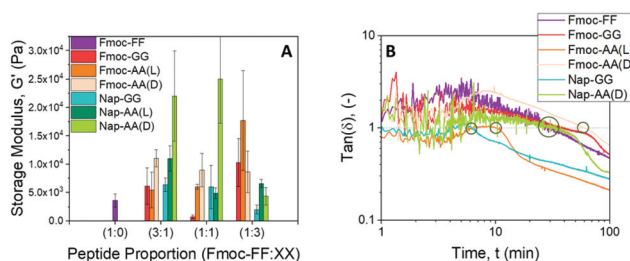 A
Storage Modulus, G' (Pa)
3.0x10⁴
2.5x10⁴
2.0x10⁴
1.5x10⁴
1.0x10⁴
5.0x10³
0.0
Fmoc-FF
Fmoc-GG
Fmoc-AA(L)
Fmoc-AA(D)
Nap-GG
Nap-AA(L)
Nap-AA(D)
(1:0) (3:1) (1:1) (1:3)
Peptide Proportion (Fmoc-FF:XX)
B
Tan(δ), (-)
10
1
0.1
Fmoc-FF
Fmoc-GG
Fmoc-AA(L)
Fmoc-AA(D)
Nap-GG
Nap-AA(D)
1 10 100
Time, t (min)